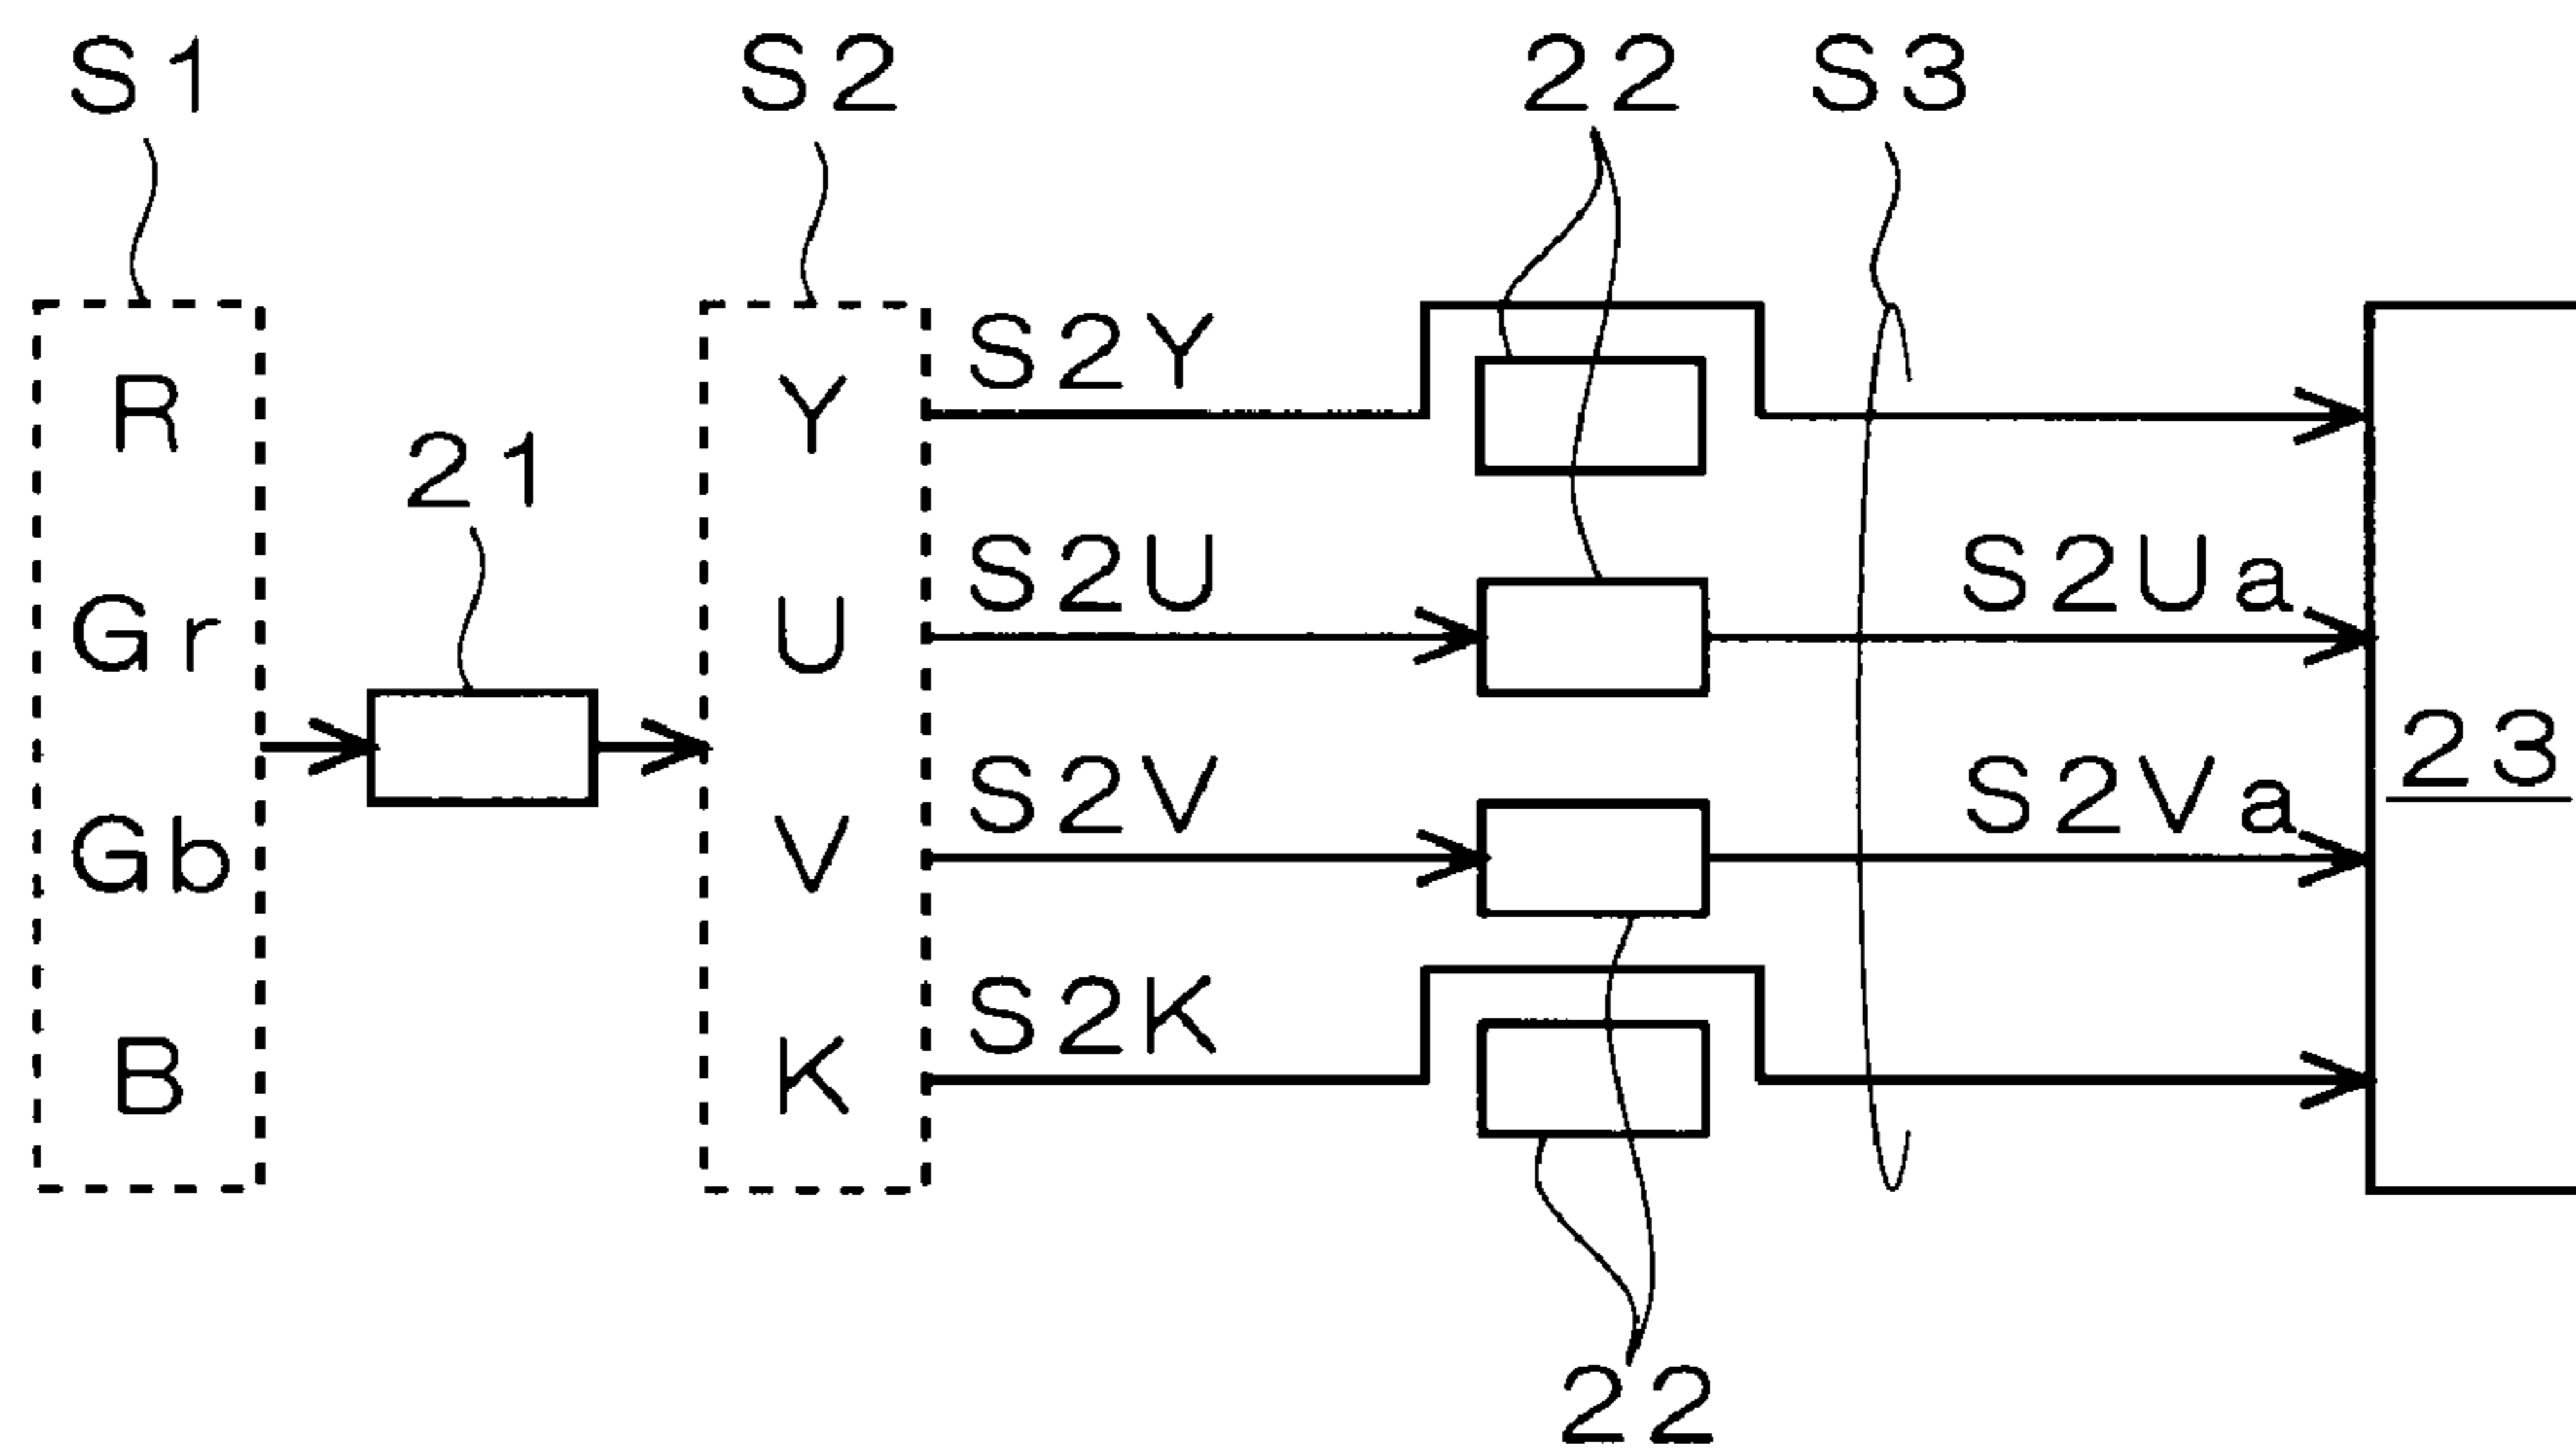 S1 S2 22 S3
R Y S2Y
21
Gr U S2U S2Ua
23
Gb V S2V S2Va
B K S2K
22